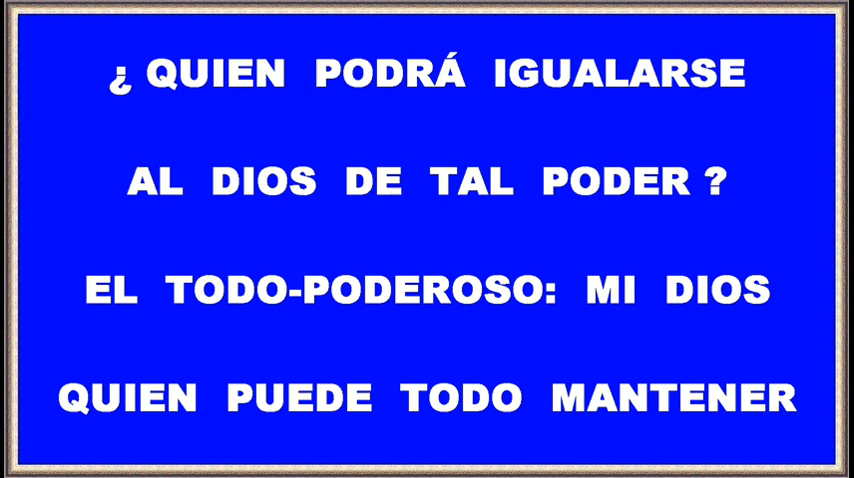 ¿ QUIEN PODRÁ IGUALARSE
AL DIOS DE TAL PODER ?
EL TODO-PODEROSO: MI DIOS
QUIEN PUEDE TODO MANTENER